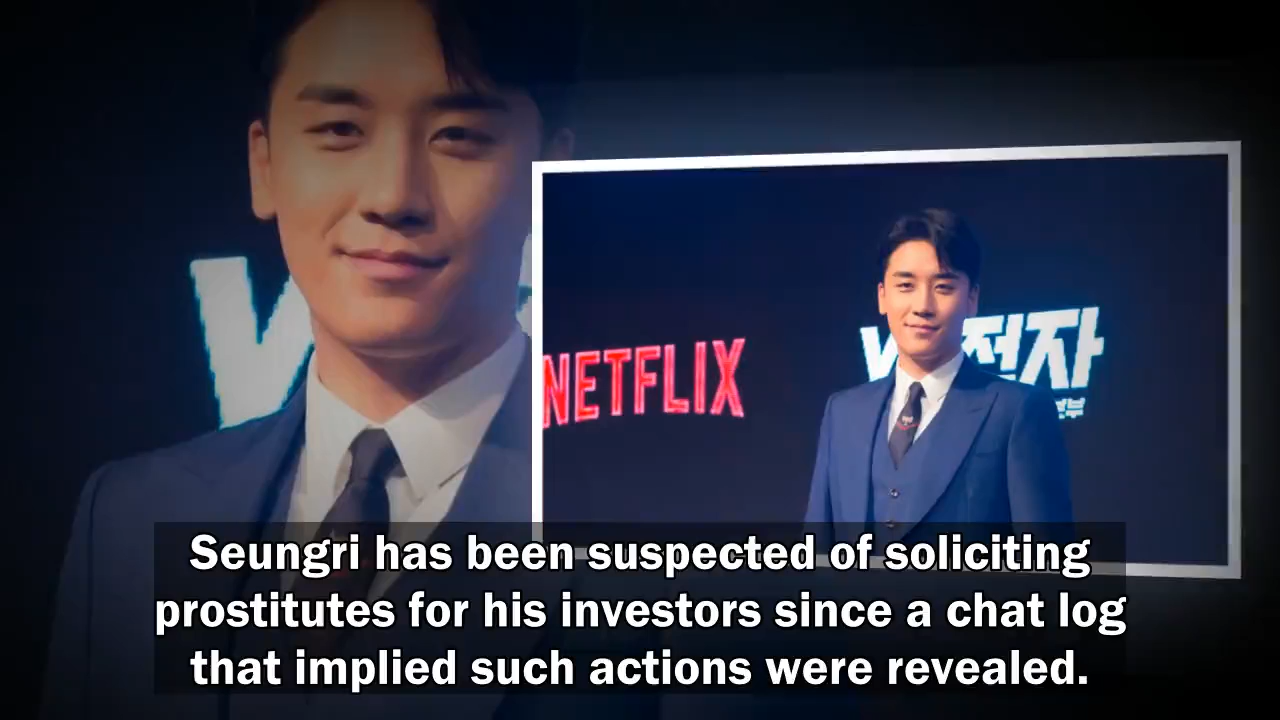 NETFLIX
전자
Seungri has been suspected of soliciting
prostitutes for his investors since a chat log
that implied such actions were revealed.